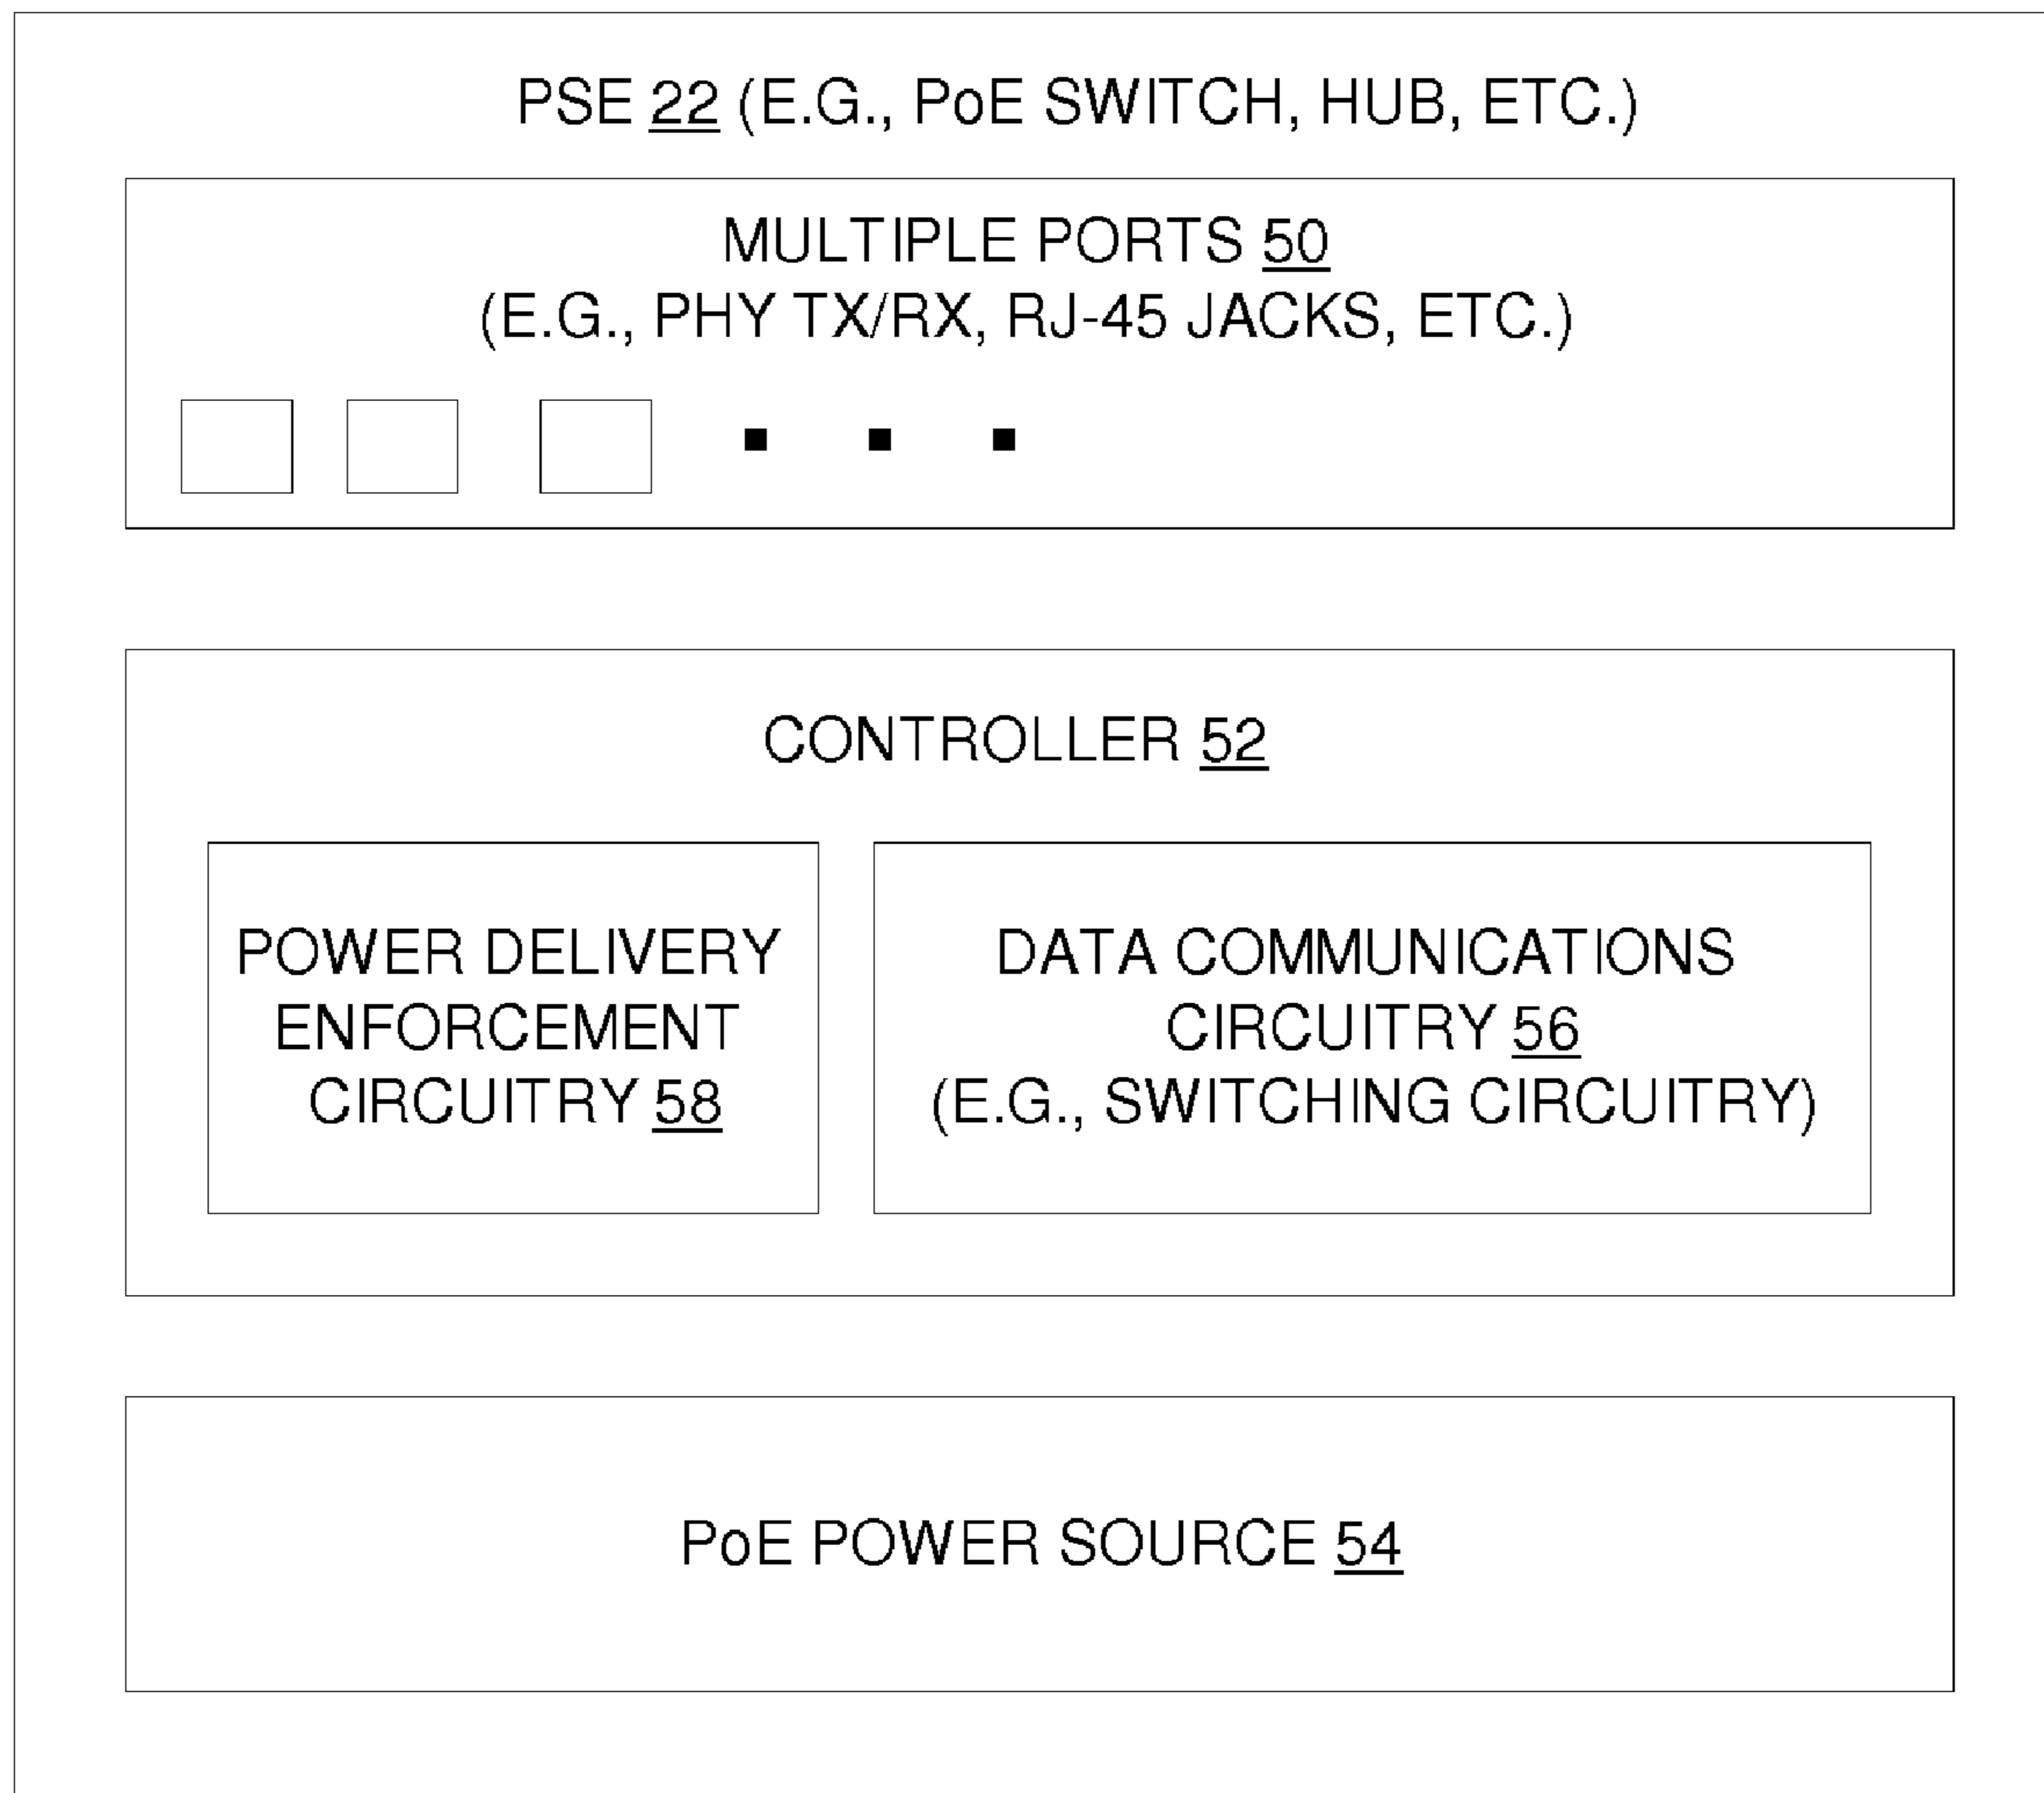 PSE 22 (E.G., PoE SWITCH, HUB, ETC.)
MULTIPLE PORTS 50
(E.G., PHY TX/RX, RJ-45 JACKS, ETC.)
CONTROLLER 52
POWER DELIVERY
ENFORCEMENT
CIRCUITRY 58
DATA COMMUNICATIONS
CIRCUITRY 56
(E.G., SWITCHING CIRCUITRY)
PoE POWER SOURCE 54